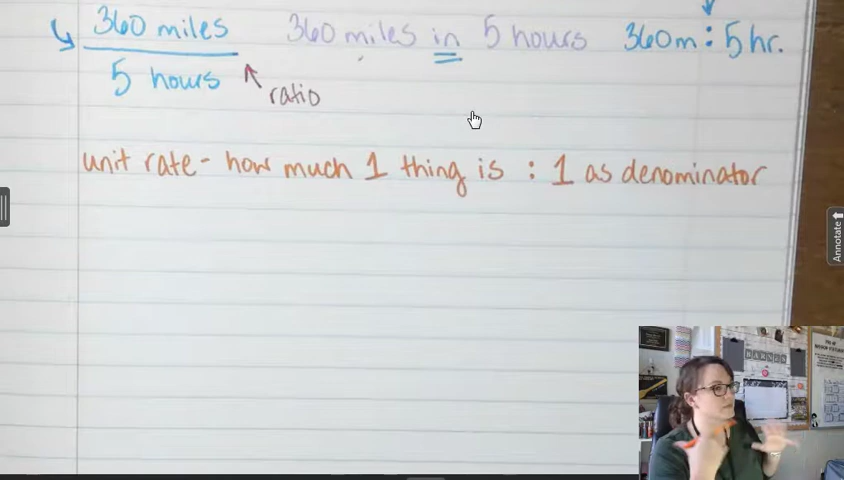 360 miles 360 miles in 5 hours 360m : 5 hr.
5 hours
ratio
unit rate - how much 1 thing is : 1 as denominator
Annotate
BARNES